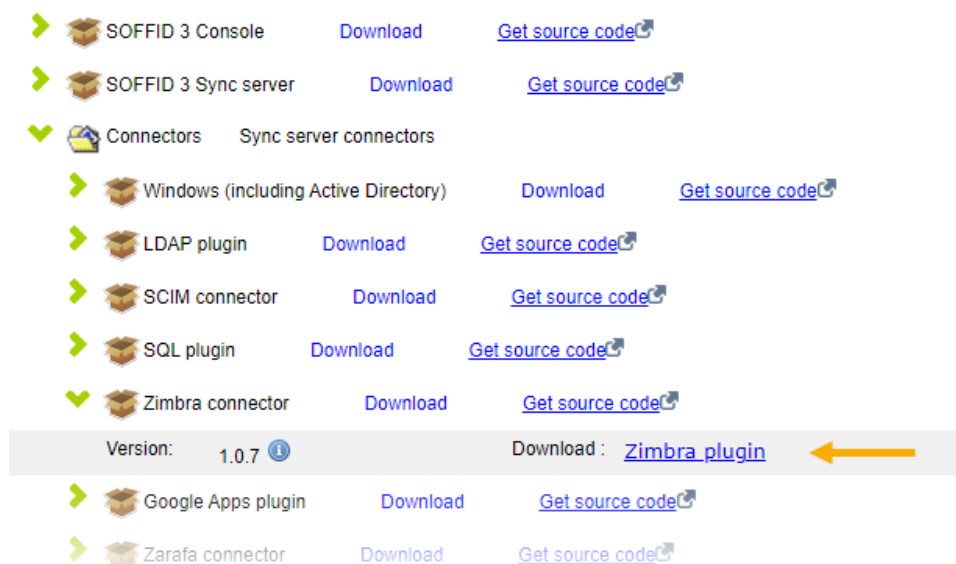 SOFFID 3 Console Download Get source code
SOFFID 3 Sync server Download Get source code
Connectors Sync server connectors
Windows (including Active Directory) Download Get source code
LDAP plugin Download Get source code
SCIM connector Download Get source code
SQL plugin Download Get source code
Zimbra connector Download Get source code
Version: 1.0.7 Download : Zimbra plugin
Google Apps plugin Download Get source code
Zarafa connector Download Get source code